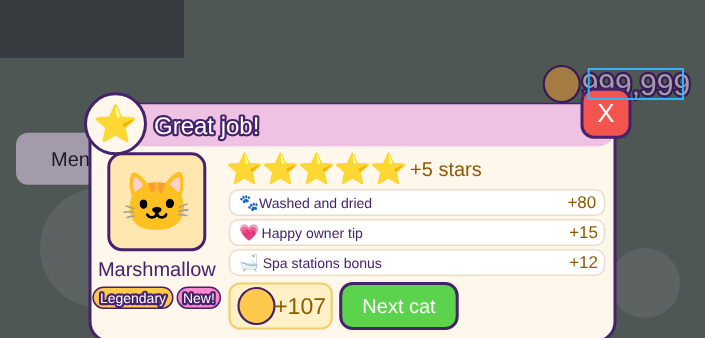 999,999
X
Great job!
Men
+5 stars
Washed and dried +80
Happy owner tip +15
Spa stations bonus +12
Marshmallow
Legendary New!
+107
Next cat